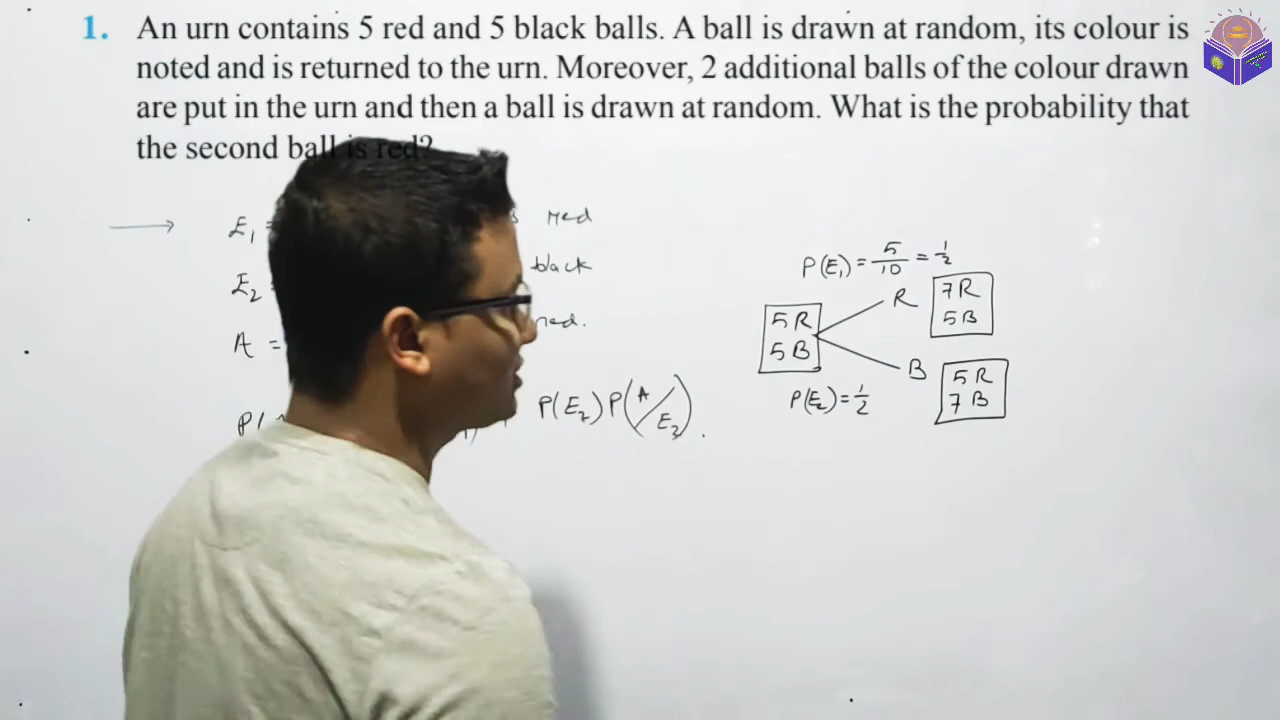 1. An urn contains 5 red and 5 black balls. A ball is drawn at random, its colour is
noted and is returned to the urn. Moreover, 2 additional balls of the colour drawn
are put in the urn and then a ball is drawn at random. What is the probability that
the second ball is red?
E₁ = red
E₂ = black
A = red.
P( P(E₂) P(A/E₂).
P(E₁) = 5/10 = 1/2
R
7R
5B
5R
5B
B
5R
7B
P(E₂) = 1/2